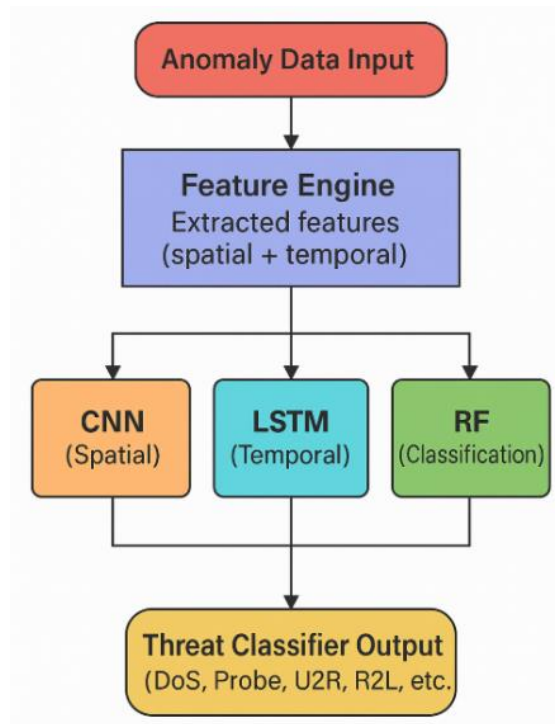 Anomaly Data Input
Feature Engine
Extracted features
(spatial + temporal)
CNN
(Spatial)
LSTM
(Temporal)
RF
(Classification)
Threat Classifier Output
(DoS, Probe, U2R, R2L, etc.